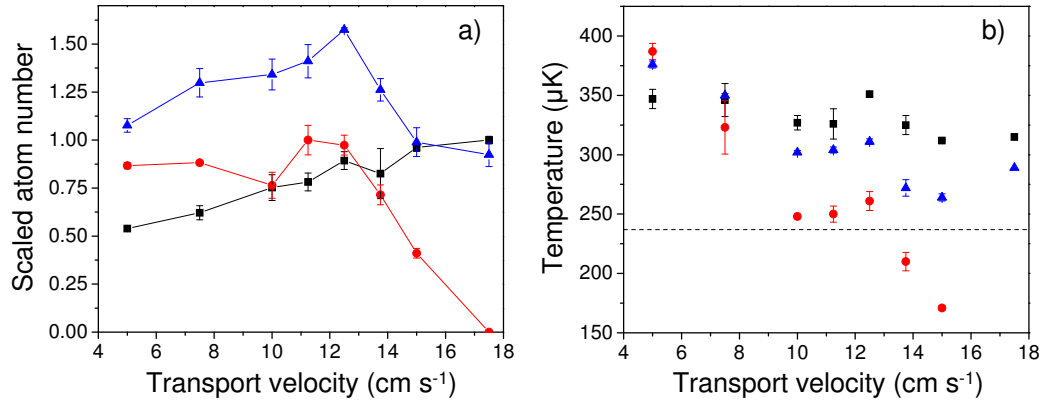 a)
Scaled atom number
1.50
1.25
1.00
0.75
0.50
0.25
0.00
4 6 8 10 12 14 16 18
Transport velocity (cm s⁻¹)
b)
Temperature (µK)
400
350
300
250
200
150
4 6 8 10 12 14 16 18
Transport velocity (cm s⁻¹)